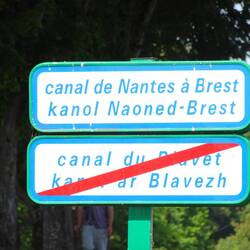 canal de Nantes à Brest
kanol Naoned-Brest
canal du Blavet
kanol ar Blavezh